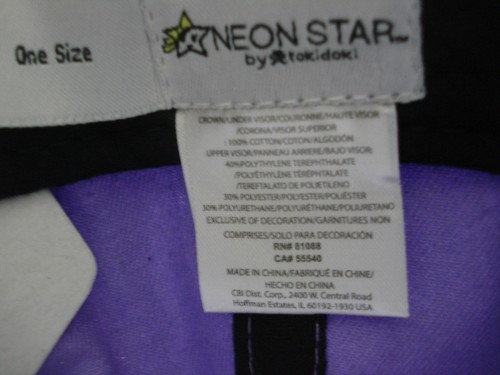 One Size
NEON STAR
by tokidoki
CROWN/UNDER VISOR/COURONNE/HAUTE VISOR
/CORONA/VISOR SUPERIOR
: 100% COTTON/COTON/ALGODÓN
UPPER VISOR/PANNEAU ARRIERE/BAJO VISOR:
40% POLYTHYLENE TEREPHTHALATE
/POLYÉTHYLÈNE TÉRÉPHTALATE
/TEREFTALATO DE POLIETILENO
30% POLYESTER/POLYESTER/POLIÉSTER
30% POLYURETHANE/POLYURÉTHANE/POLIURETANO
EXCLUSIVE OF DECORATION/GARNITURES NON
COMPRISES/SOLO PARA DECORACIÓN
RN# 81088
CA# 55540
MADE IN CHINA/FABRIQUÉ EN CHINE/
HECHO EN CHINA
CBI Dist. Corp., 2400 W. Central Road
Hoffman Estates, IL 60192-1930 USA